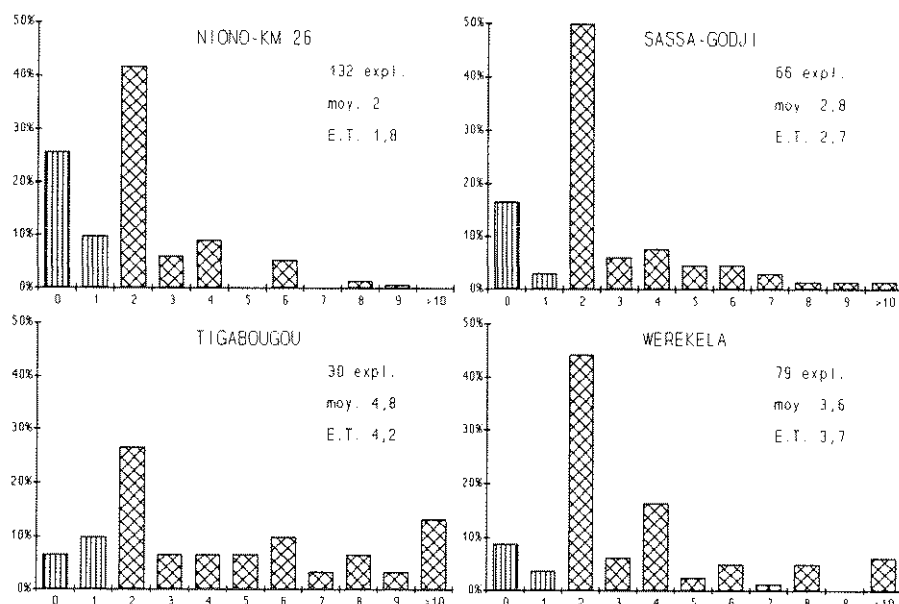 NIONO-KM 26
132 expl.
moy. 2
E.T. 1,8
50%
40%
30%
20%
10%
0%
0 1 2 3 4 5 6 7 8 9 >10
SASSA-GODJI
66 expl.
moy 2,8
E.T. 2,7
50%
40%
30%
20%
10%
0%
0 1 2 3 4 5 6 7 8 9 >10
TIGABOUGOU
30 expl.
moy. 4,8
E.T. 4,2
50%
40%
30%
20%
10%
0%
0 1 2 3 4 5 6 7 8 9 >10
WEREKELA
79 expl.
moy 3,6
E.T. 3,7
50%
40%
30%
20%
10%
0%
0 1 2 3 4 5 6 7 8 9 >10